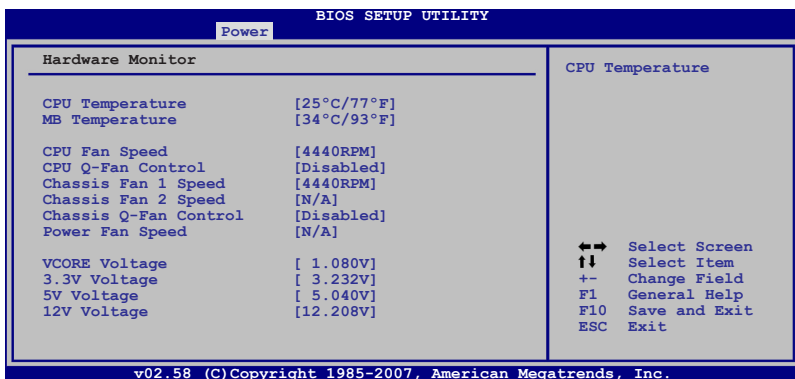 BIOS SETUP UTILITY
Power
Hardware Monitor
CPU Temperature [25°C/77°F]
MB Temperature [34°C/93°F]
CPU Fan Speed [4440RPM]
CPU Q-Fan Control [Disabled]
Chassis Fan 1 Speed [4440RPM]
Chassis Fan 2 Speed [N/A]
Chassis Q-Fan Control [Disabled]
Power Fan Speed [N/A]
VCORE Voltage [ 1.080V]
3.3V Voltage [ 3.232V]
5V Voltage [ 5.040V]
12V Voltage [12.208V]
CPU Temperature
←→ Select Screen
↑↓ Select Item
+- Change Field
F1 General Help
F10 Save and Exit
ESC Exit
v02.58 (C)Copyright 1985-2007, American Megatrends, Inc.